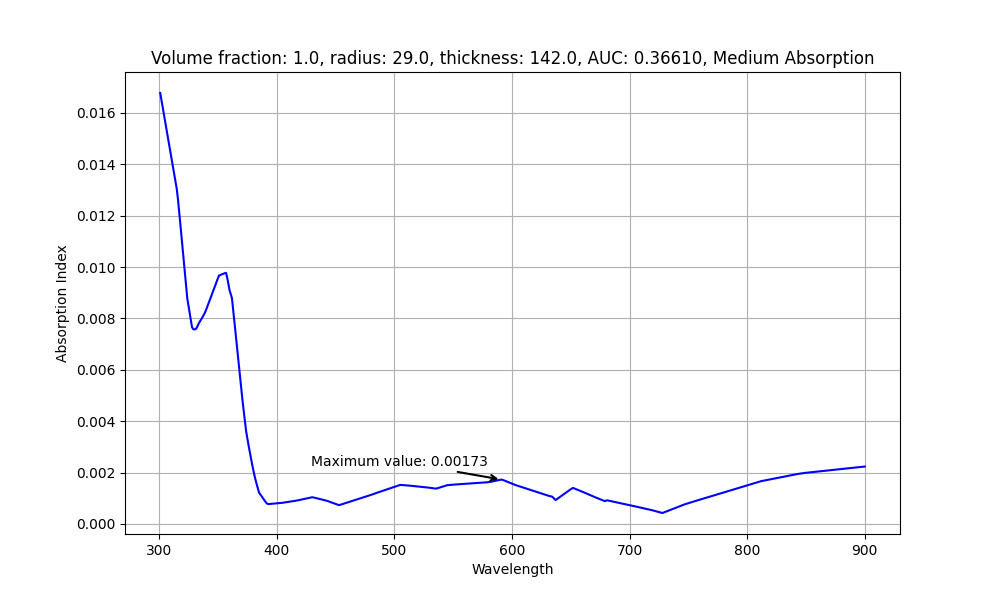 Volume fraction: 1.0, radius: 29.0, thickness: 142.0, AUC: 0.36610, Medium Absorption
Absorption Index
0.016
0.014
0.012
0.010
0.008
0.006
0.004
0.002
0.000
Maximum value: 0.00173
300 400 500 600 700 800 900
Wavelength